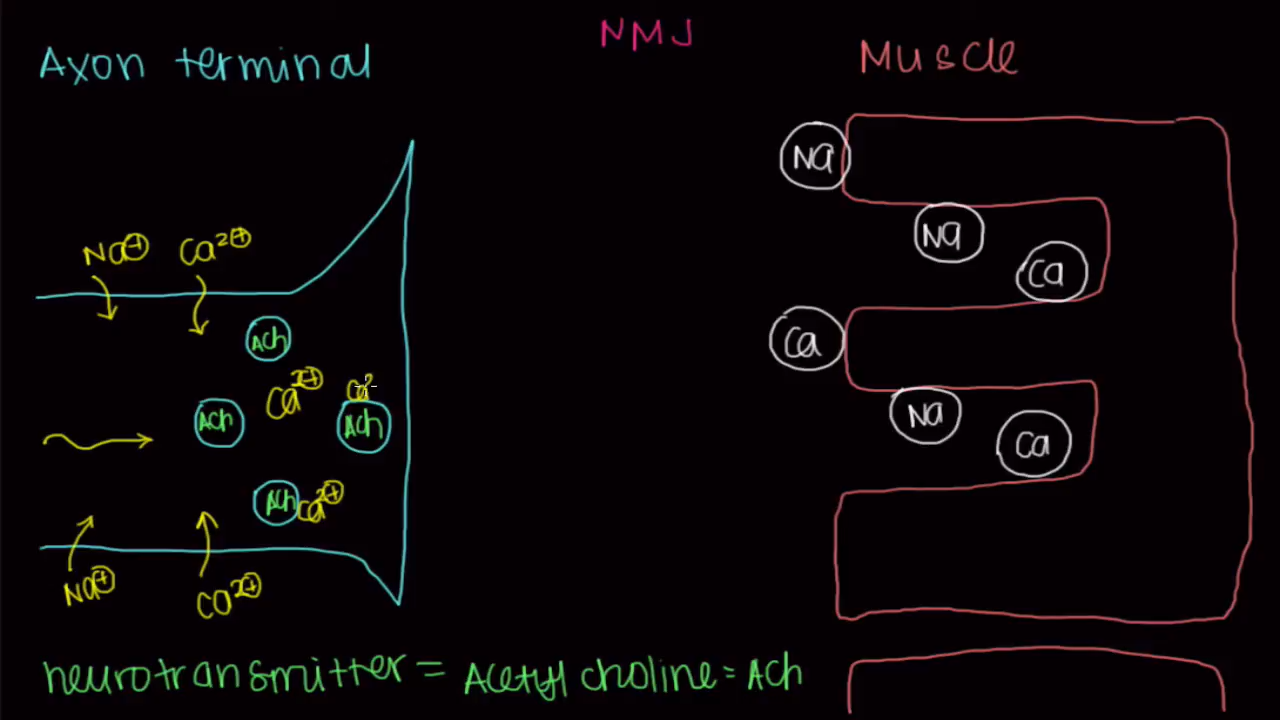 NMJ
Axon terminal
Muscle
Na
Na⁺ Ca²⁺
Na
Ca
ACh
Ca
Ca²⁺ Ca²
ACh
ACh
Na
Ca
ACh Ca²⁺
Na⁺ Ca²⁺
neurotransmitter = Acetyl choline = ACh